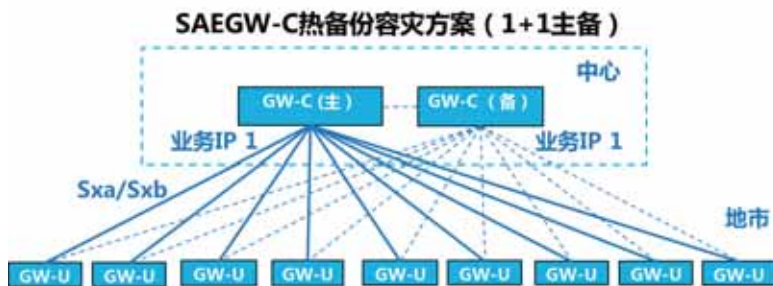 SAEGW-C热备份容灾方案（1+1主备）
中心
GW-C (主) GW-C （备）
业务IP 1 业务IP 1
Sxa/Sxb
地市
GW-U GW-U GW-U GW-U GW-U GW-U GW-U GW-U GW-U